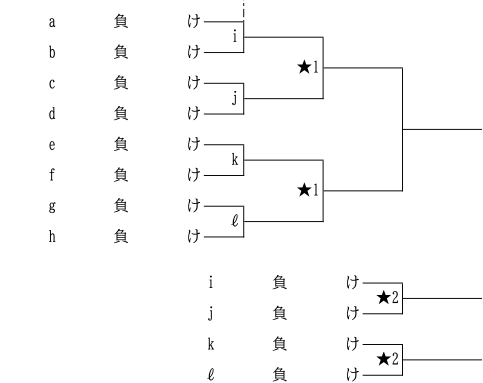 a 負 け
i
b 負 け
★1
c 負 け
j
d 負 け
e 負 け
k
f 負 け
★1
g 負 け
ℓ
h 負 け
i 負 け
★2
j 負 け
k 負 け
★2
ℓ 負 け